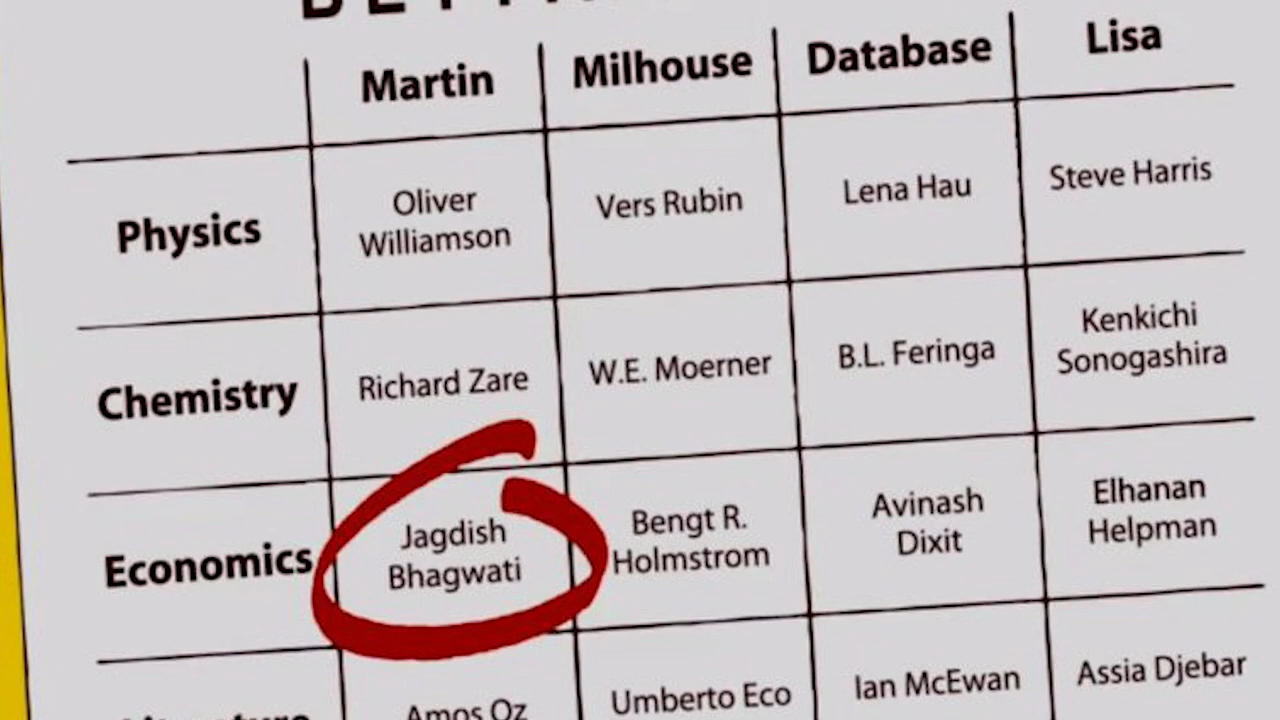 Martin Milhouse Database Lisa
Physics
Oliver
Williamson
Vers Rubin
Lena Hau
Steve Harris
Chemistry
Richard Zare
W.E. Moerner
B.L. Feringa
Kenkichi
Sonogashira
Economics
Jagdish
Bhagwati
Bengt R.
Holmstrom
Avinash
Dixit
Elhanan
Helpman
Amos Oz
Umberto Eco
Ian McEwan
Assia Djebar